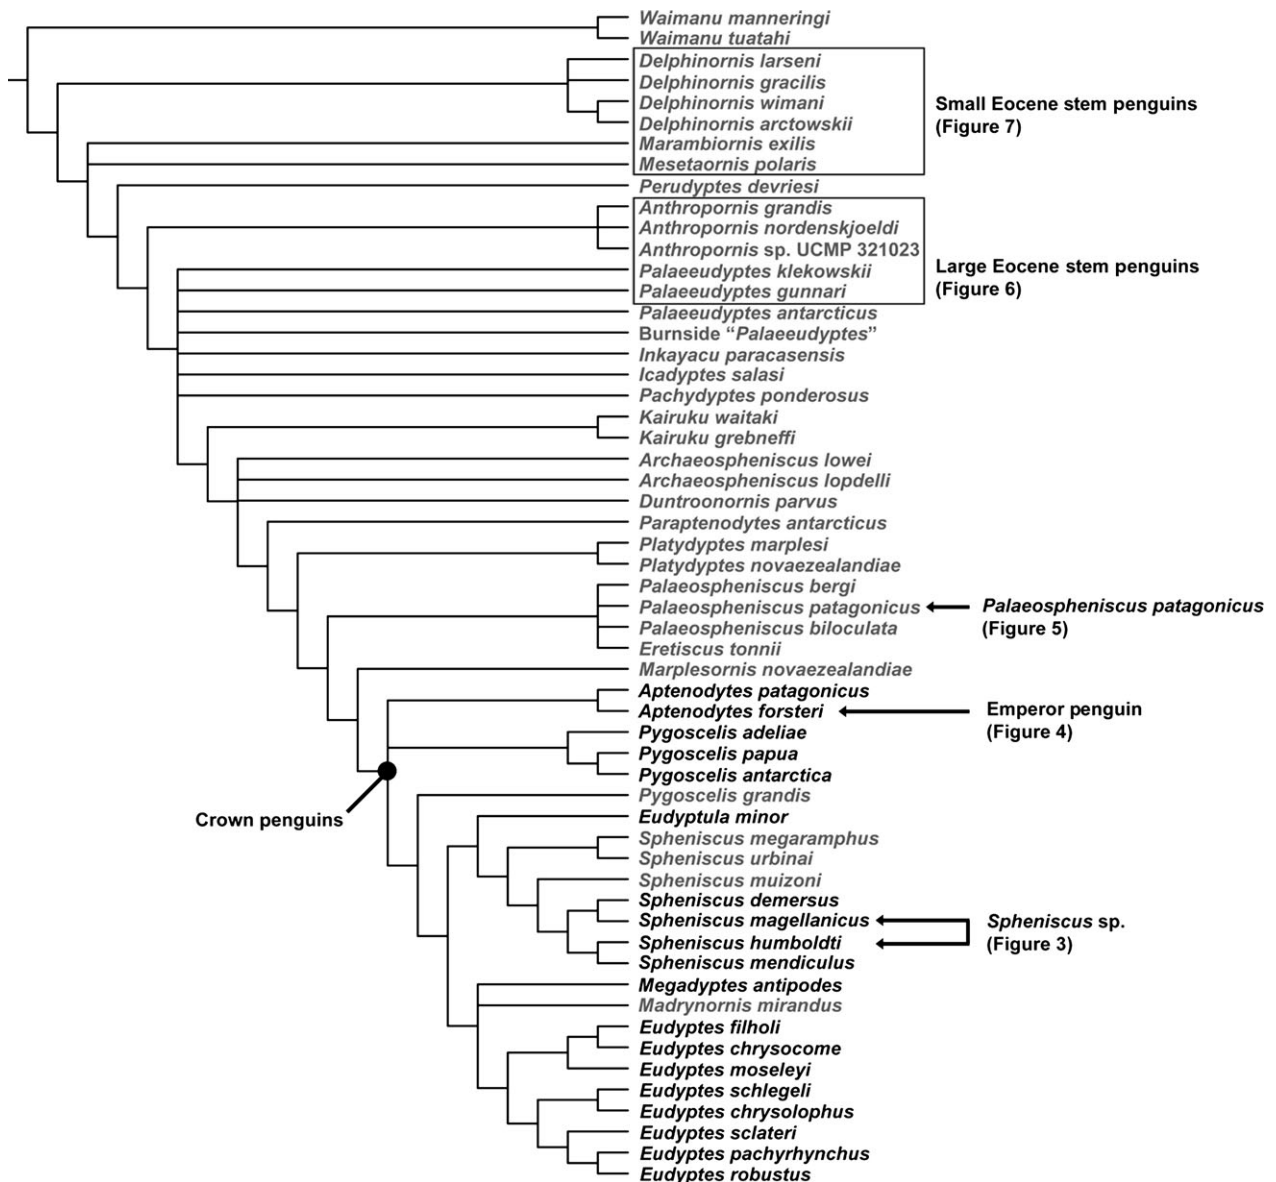 Waimanu manneringi
Waimanu tuatahi
Delphinornis larseni
Delphinornis gracilis
Delphinornis wimani
Delphinornis arctowskii
Marambiornis exilis
Mesetaornis polaris
Small Eocene stem penguins
(Figure 7)
Perudyptes devriesi
Anthropornis grandis
Anthropornis nordenskjoeldi
Anthropornis sp. UCMP 321023
Palaeeudyptes klekowskii
Palaeeudyptes gunnari
Large Eocene stem penguins
(Figure 6)
Palaeeudyptes antarcticus
Burnside “Palaeeudyptes”
Inkayacu paracasensis
Icadyptes salasi
Pachydyptes ponderosus
Kairuku waitaki
Kairuku grebneffi
Archaeospheniscus lowei
Archaeospheniscus lopdelli
Duntroonornis parvus
Paraptenodytes antarcticus
Platydyptes marplesi
Platydyptes novaezealandiae
Palaeospheniscus bergi
Palaeospheniscus patagonicus
Palaeospheniscus biloculata
Eretiscus tonnii
Palaeospheniscus patagonicus
(Figure 5)
Marplesornis novaezealandiae
Aptenodytes patagonicus
Aptenodytes forsteri
Emperor penguin
(Figure 4)
Pygoscelis adeliae
Pygoscelis papua
Pygoscelis antarctica
Pygoscelis grandis
Crown penguins
Eudyptula minor
Spheniscus megaramphus
Spheniscus urbinai
Spheniscus muizoni
Spheniscus demersus
Spheniscus magellanicus
Spheniscus humboldti
Spheniscus mendiculus
Spheniscus sp.
(Figure 3)
Megadyptes antipodes
Madrynornis mirandus
Eudyptes filholi
Eudyptes chrysocome
Eudyptes moseleyi
Eudyptes schlegeli
Eudyptes chrysolophus
Eudyptes sclateri
Eudyptes pachyrhynchus
Eudyptes robustus